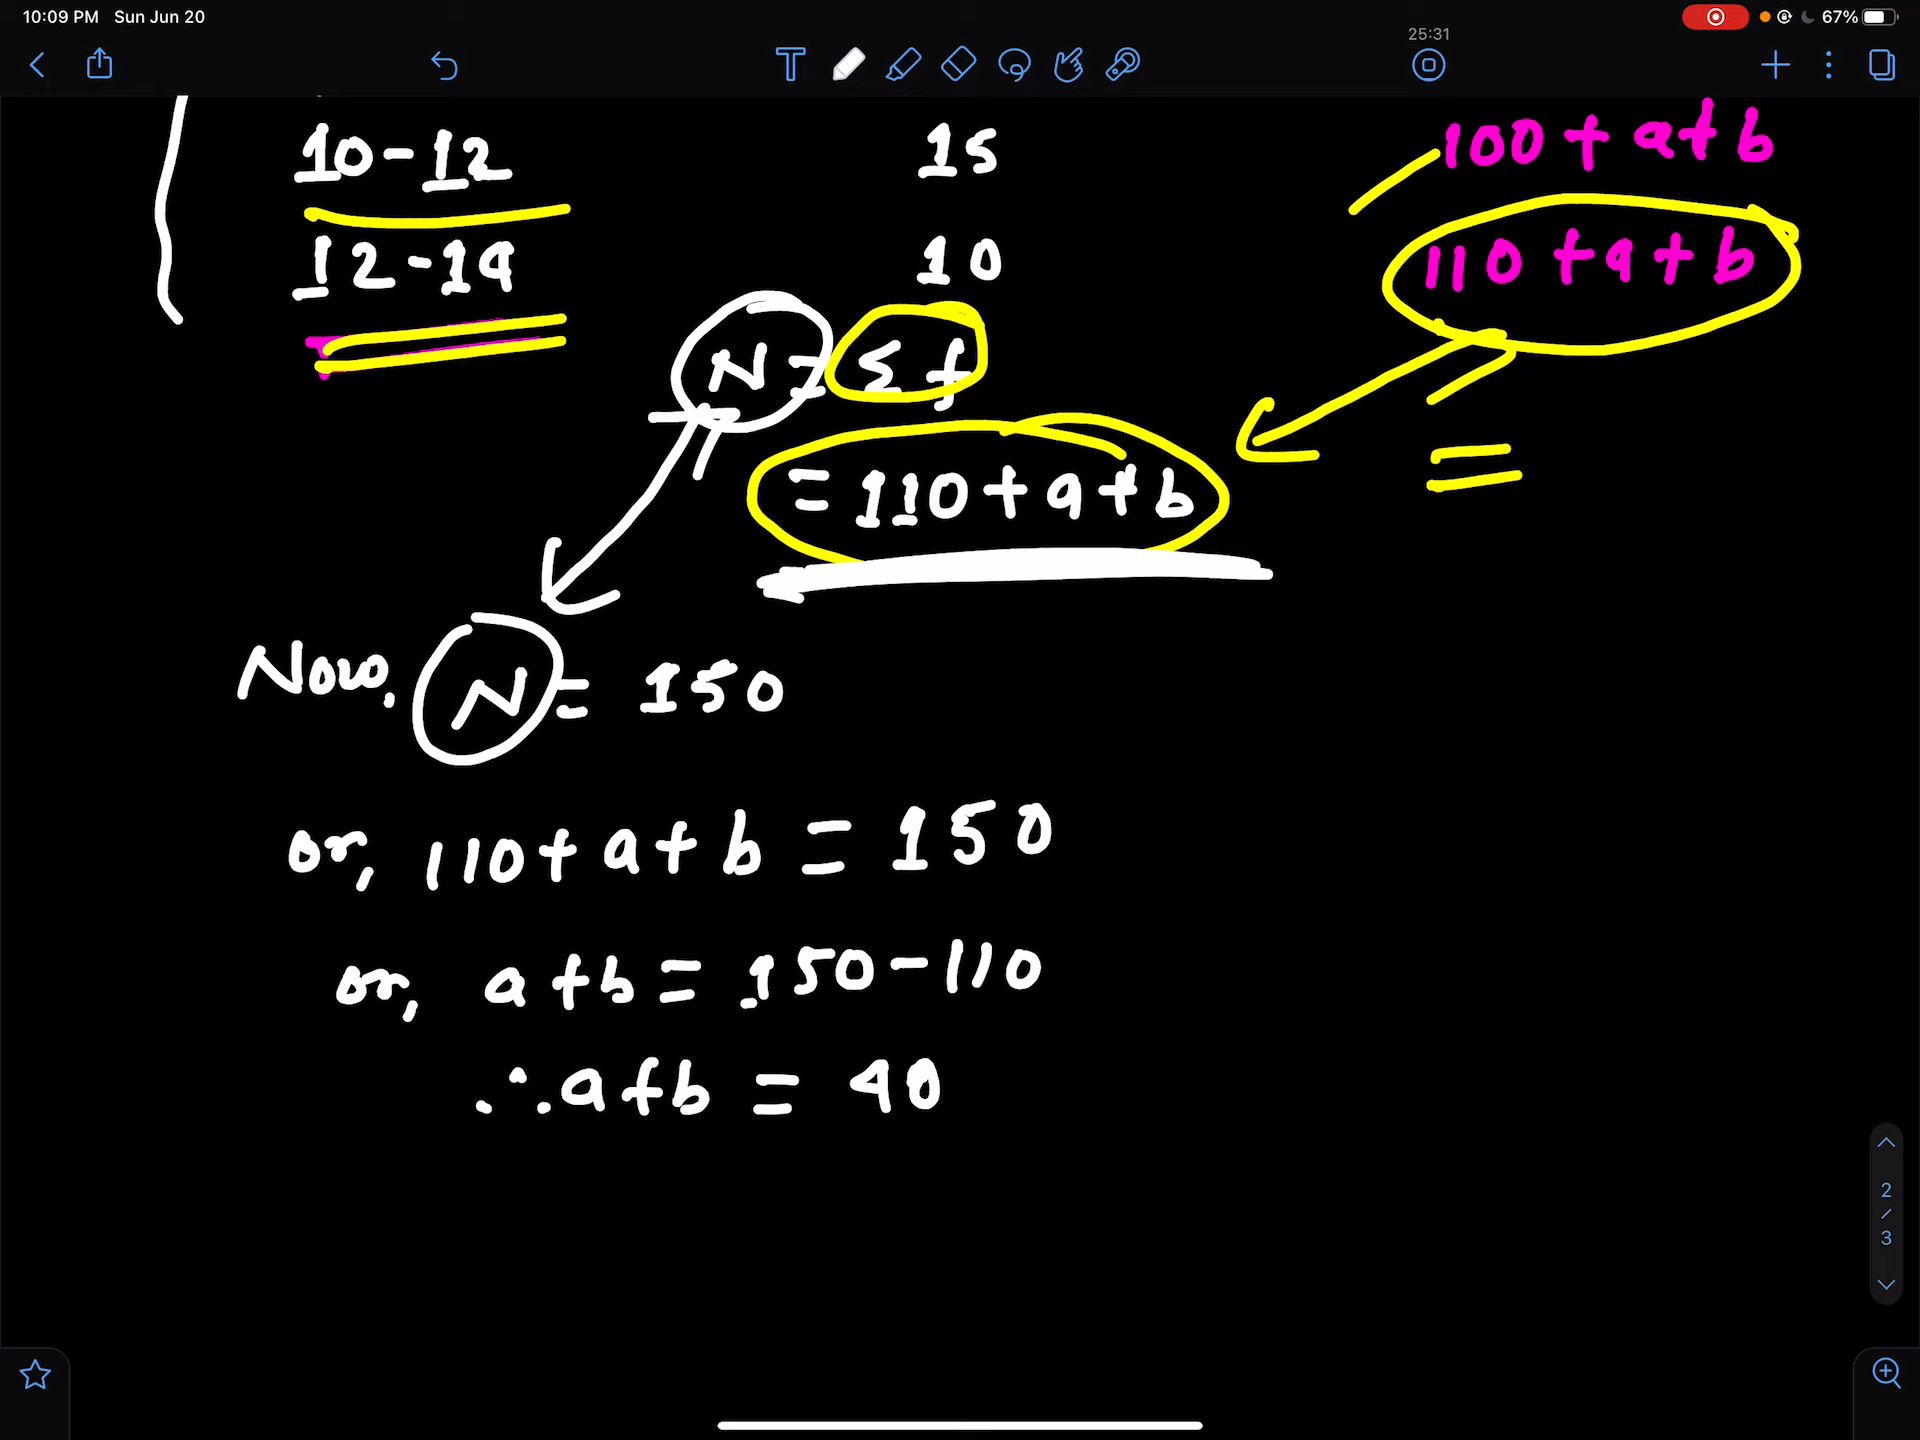 10:09 PM Sun Jun 20 67%
25:31
10-12 15 100+a+b
12-14 10 110+a+b
N = Σf
= 110+a+b
Now, N = 150
or, 110+a+b = 150
or, a+b = 150-110
∴ a+b = 40
2
/
3